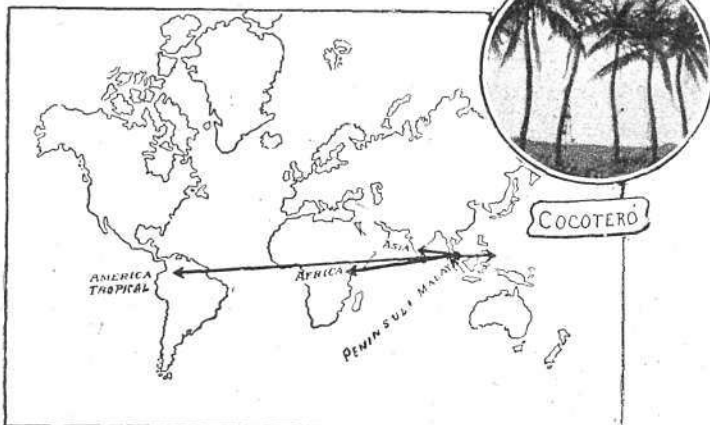 COCOTERO
ASIA
AMERICA
TROPICAL
AFRICA
PENINSULA MALAYA